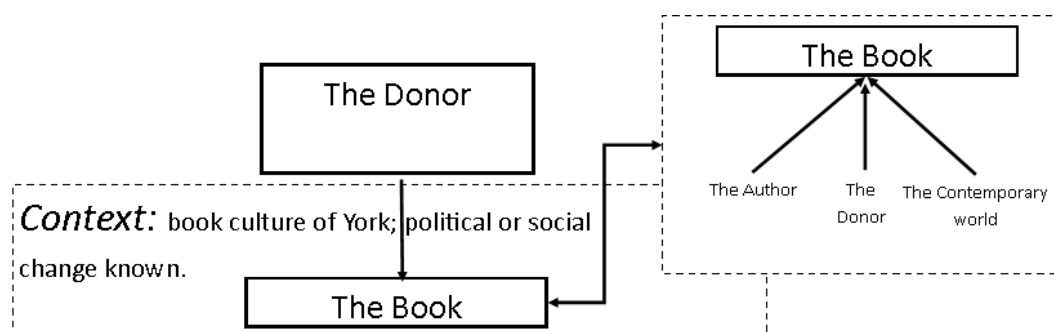 The Donor
Context: book culture of York; political or social
change known.
The Book
The Book
The Author
The
Donor
The Contemporary
world